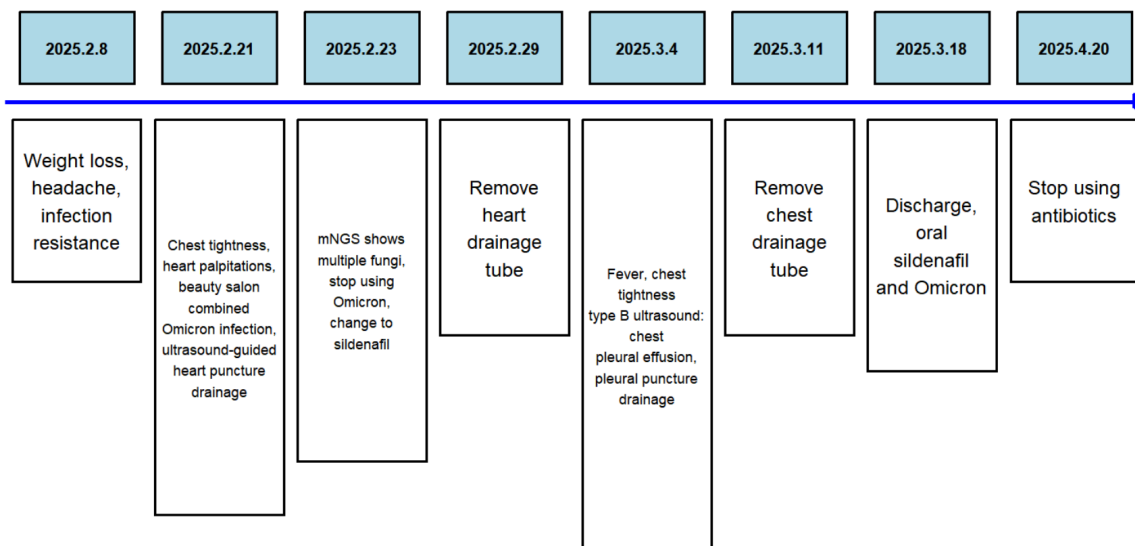 2025.2.8
2025.2.21
2025.2.23
2025.2.29
2025.3.4
2025.3.11
2025.3.18
2025.4.20
Weight loss,
headache,
infection
resistance
Chest tightness,
heart palpitations,
beauty salon
combined
Omicron infection,
ultrasound-guided
heart puncture
drainage
mNGS shows
multiple fungi,
stop using
Omicron,
change to
sildenafil
Remove
heart
drainage
tube
Fever, chest
tightness
type B ultrasound:
chest
pleural effusion,
pleural puncture
drainage
Remove
chest
drainage
tube
Discharge,
oral
sildenafil
and Omicron
Stop using
antibiotics